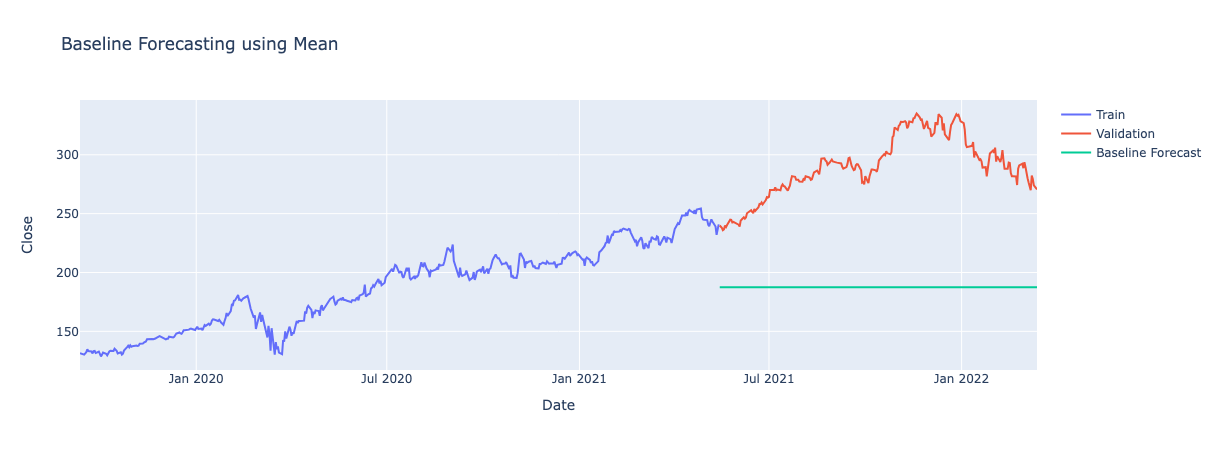 Baseline Forecasting using Mean
Train
Validation
Baseline Forecast
300
250
200
150
Close
Jan 2020
Jul 2020
Jan 2021
Jul 2021
Jan 2022
Date